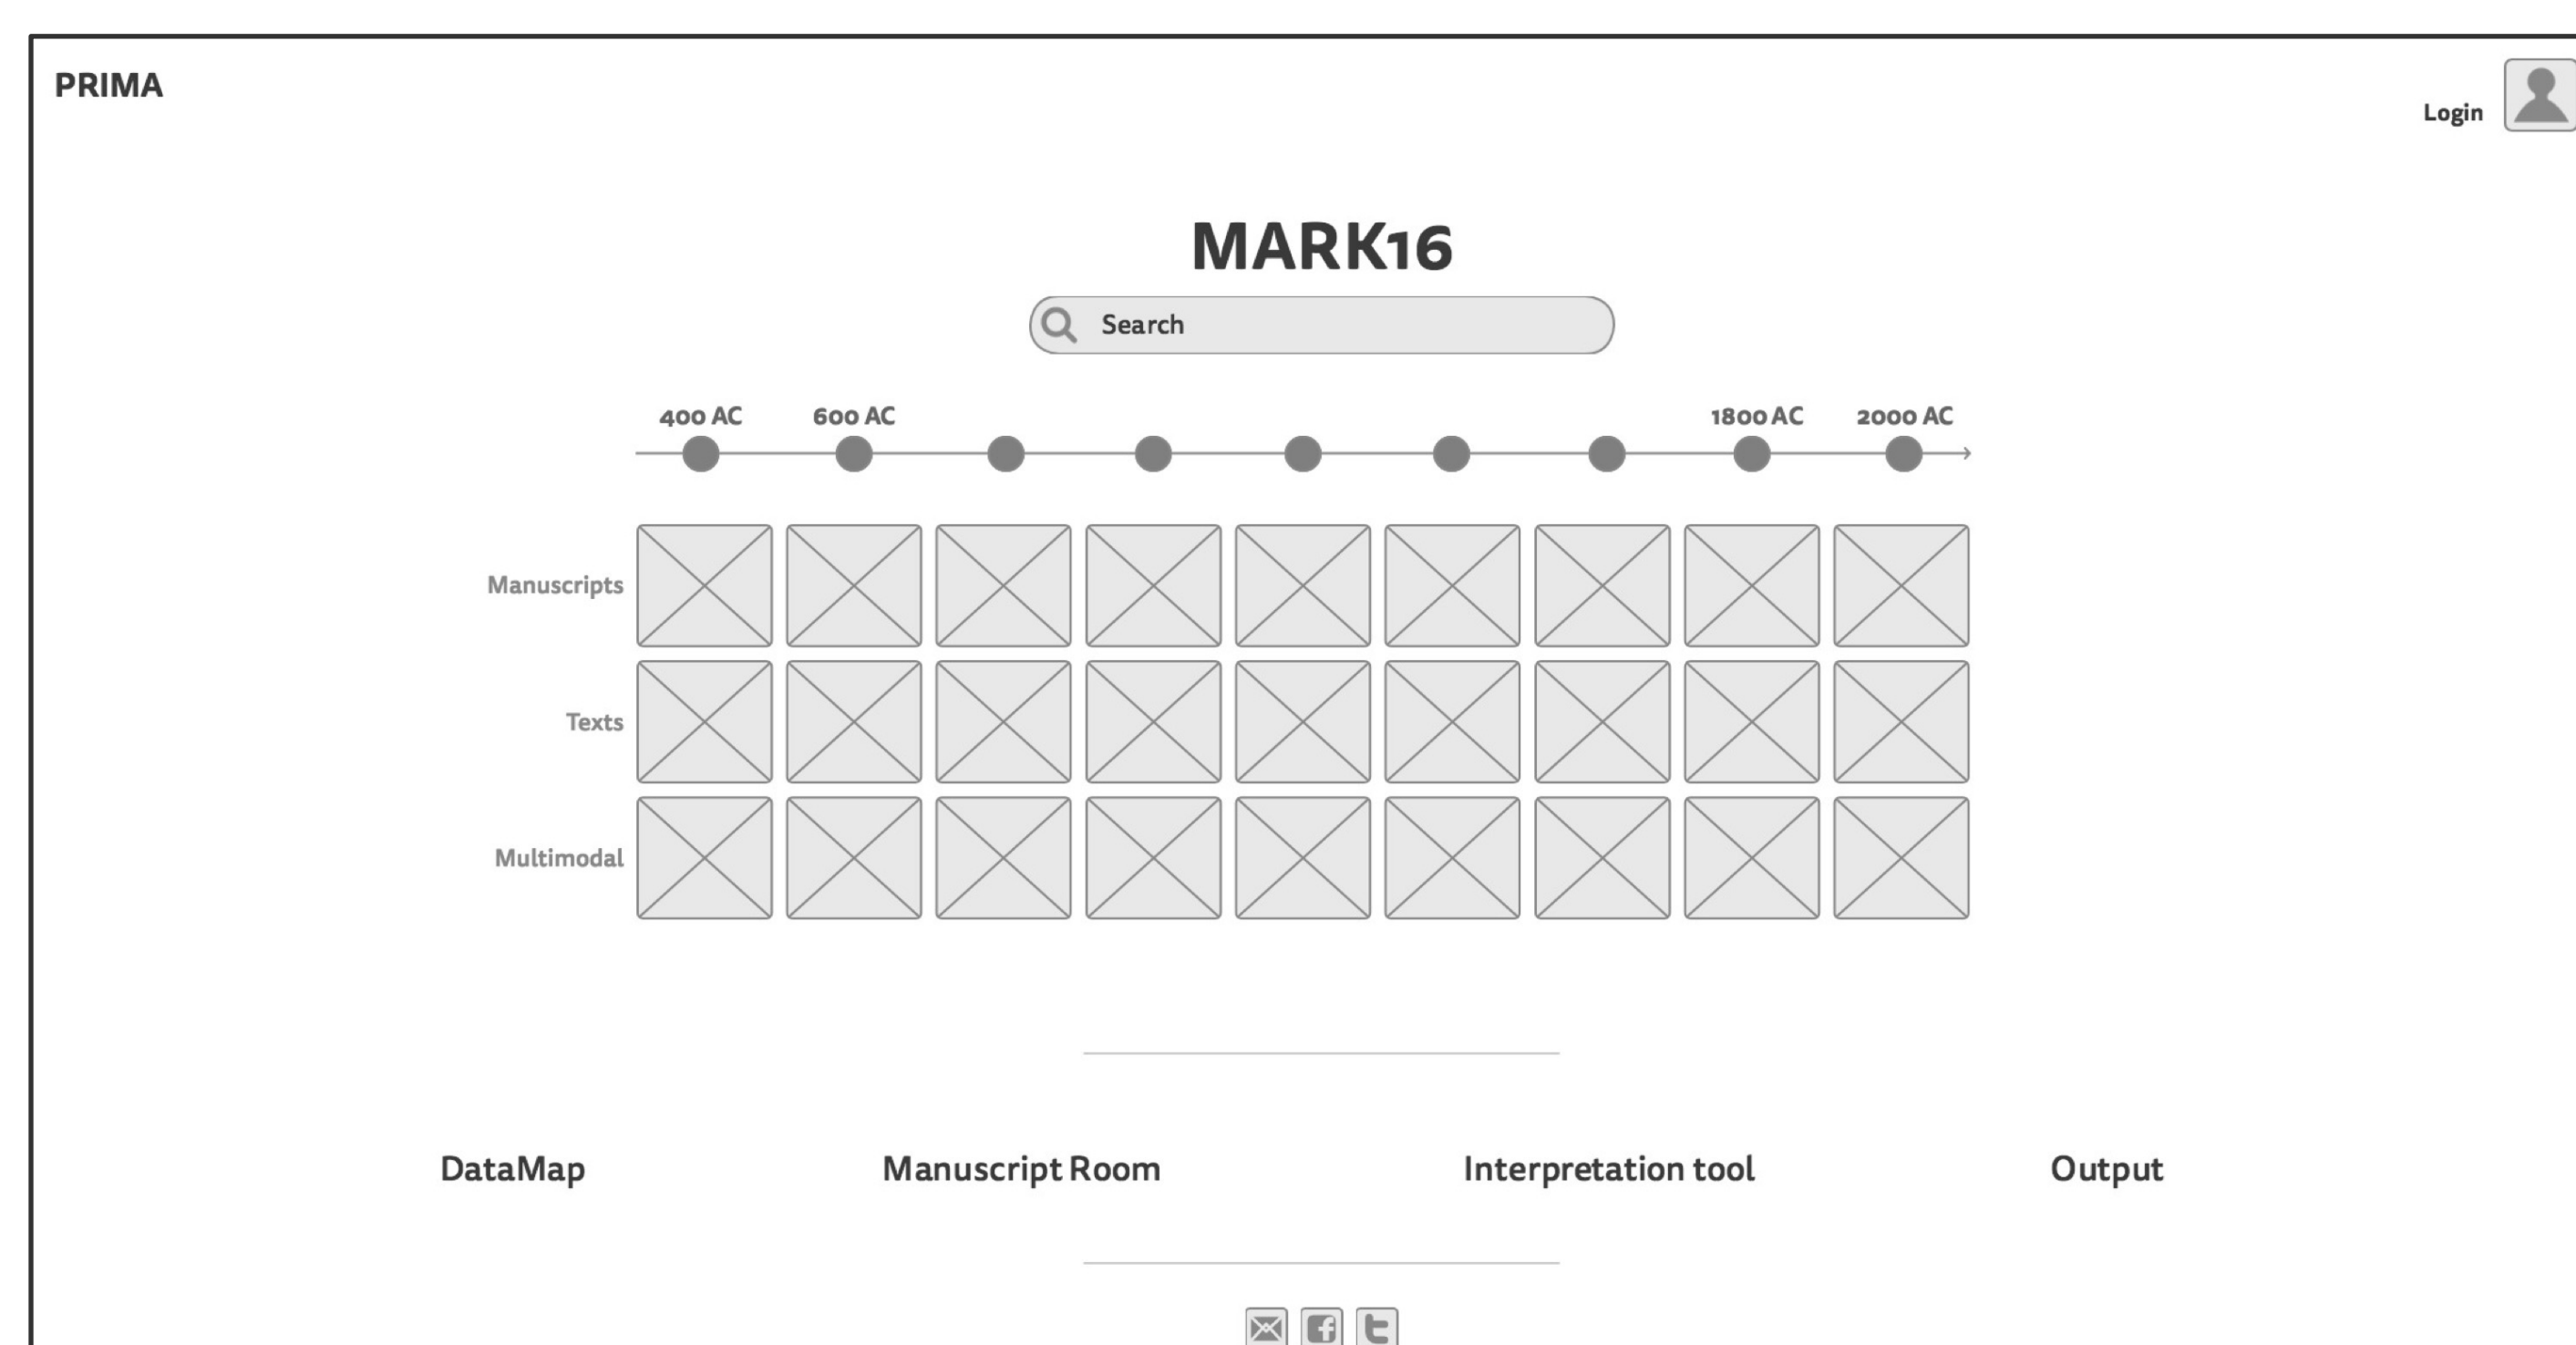 PRIMA
Login
MARK16
Search
400 AC 600 AC 1800 AC 2000 AC
Manuscripts
Texts
Multimodal
DataMap Manuscript Room Interpretation tool Output